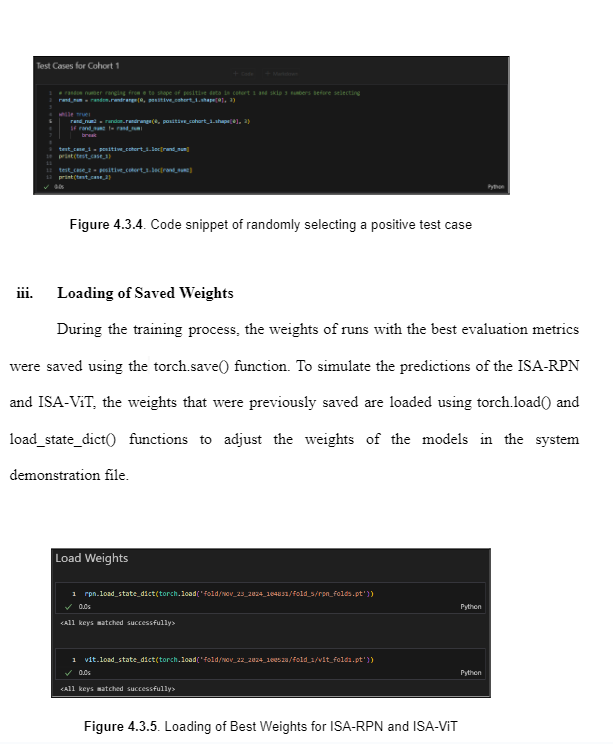 Test Cases for Cohort 1
1 # random number ranging from 0 to shape of positive data in cohort 1 and skip 3 numbers before selecting
2 rand_num = random.randrange(0, positive_cohort_1.shape[0], 3)
3
4 while True:
5 rand_num2 = random.randrange(0, positive_cohort_1.shape[0], 3)
6 if rand_num2 != rand_num:
7 break
8
9 test_case_1 = positive_cohort_1.loc[rand_num]
10 print(test_case_1)
11
12 test_case_2 = positive_cohort_1.loc[rand_num2]
13 print(test_case_2)
✓ 0.0s Python
Figure 4.3.4. Code snippet of randomly selecting a positive test case
iii. Loading of Saved Weights
During the training process, the weights of runs with the best evaluation metrics
were saved using the torch.save() function. To simulate the predictions of the ISA-RPN
and ISA-ViT, the weights that were previously saved are loaded using torch.load() and
load_state_dict() functions to adjust the weights of the models in the system
demonstration file.
Load Weights
1 rpn.load_state_dict(torch.load('fold/Nov_23_2024_104831/fold_5/rpn_fold5.pt'))
✓ 0.0s Python
<All keys matched successfully>
1 vit.load_state_dict(torch.load('fold/Nov_22_2024_100528/fold_1/vit_fold1.pt'))
✓ 0.0s Python
<All keys matched successfully>
Figure 4.3.5. Loading of Best Weights for ISA-RPN and ISA-ViT